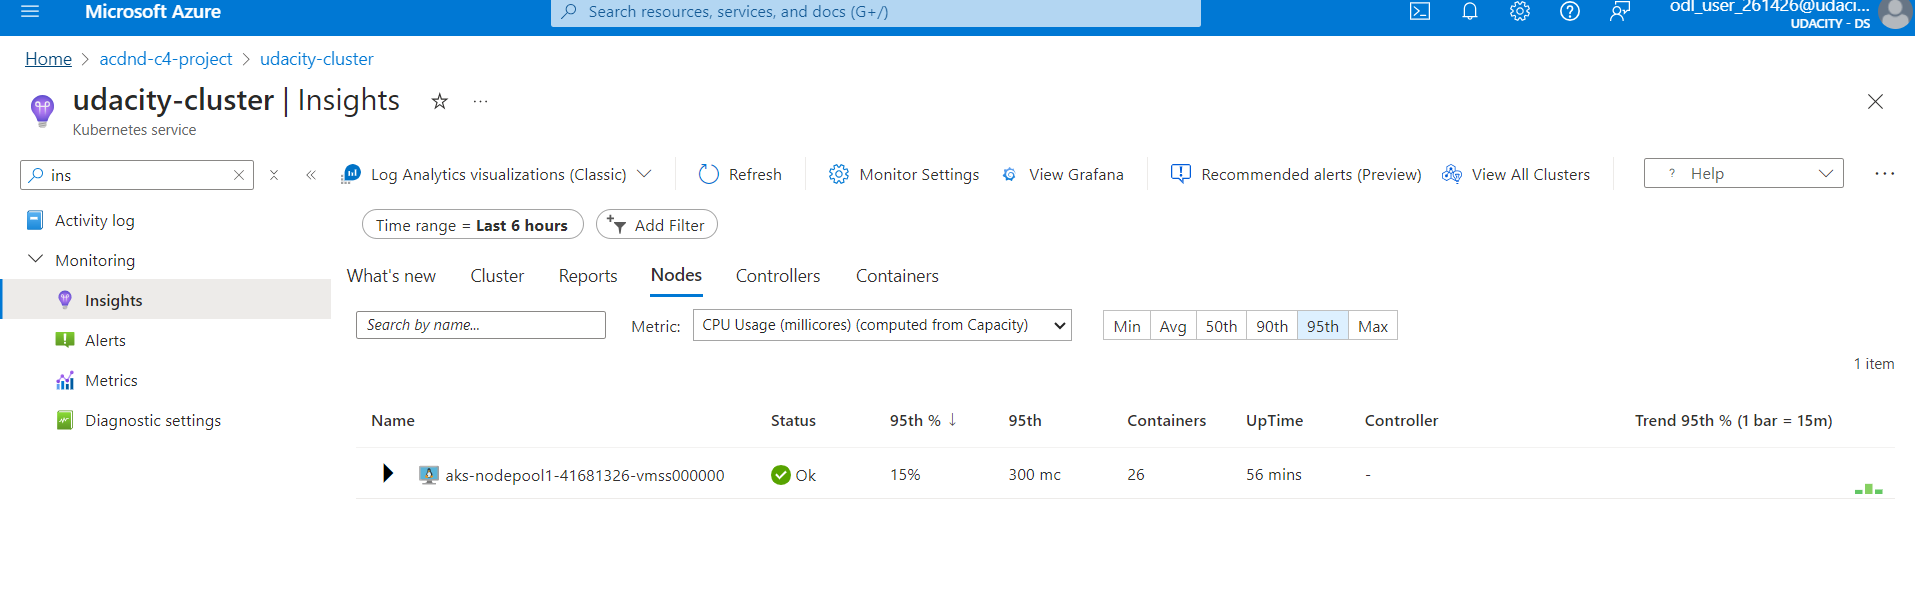 Microsoft Azure
Search resources, services, and docs (G+/)
odl_user_261426@udaci...
UDACITY - DS
Home > acdnd-c4-project > udacity-cluster
udacity-cluster | Insights
Kubernetes service
ins
Log Analytics visualizations (Classic)
Refresh
Monitor Settings
View Grafana
Recommended alerts (Preview)
View All Clusters
? Help
Activity log
Monitoring
Insights
Alerts
Metrics
Diagnostic settings
Time range = Last 6 hours
Add Filter
What's new Cluster Reports Nodes Controllers Containers
Search by name...
Metric: CPU Usage (millicores) (computed from Capacity)
Min Avg 50th 90th 95th Max
1 item
Name Status 95th % ↓ 95th Containers UpTime Controller Trend 95th % (1 bar = 15m)
aks-nodepool1-41681326-vmss000000 Ok 15% 300 mc 26 56 mins -